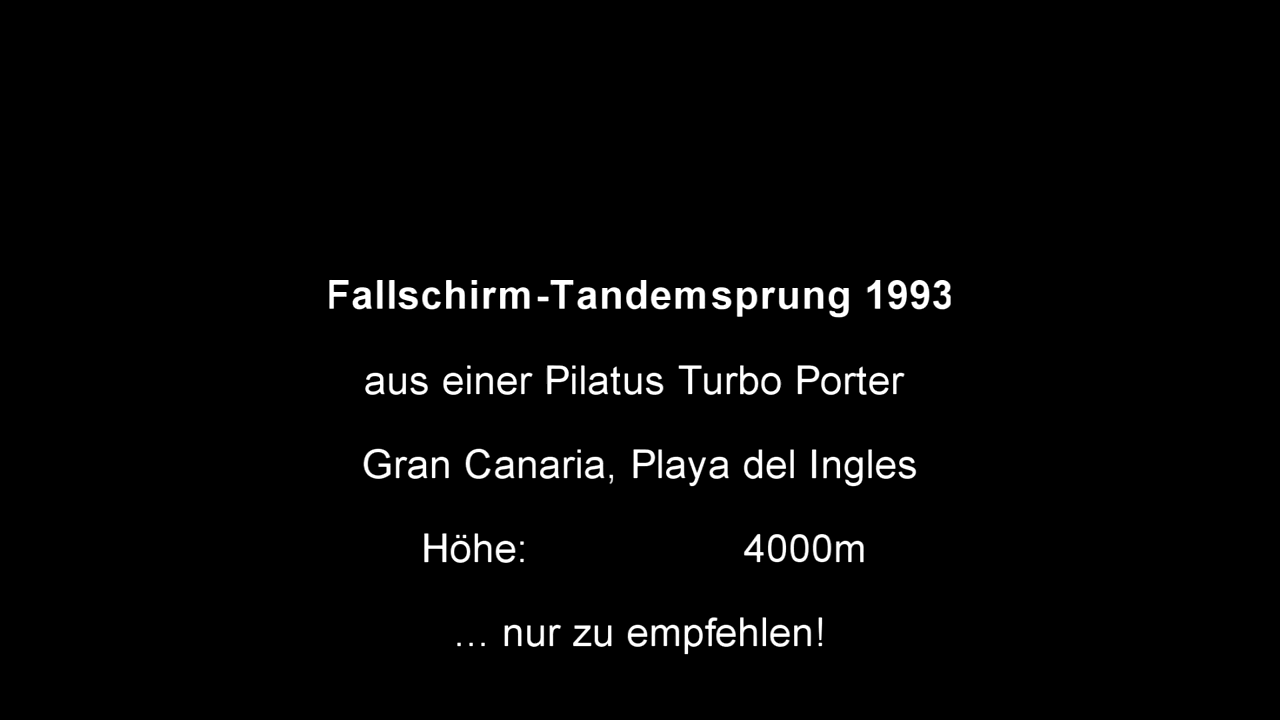 Fallschirm-Tandemsprung 1993
aus einer Pilatus Turbo Porter
Gran Canaria, Playa del Ingles
Höhe: 4000m
... nur zu empfehlen!